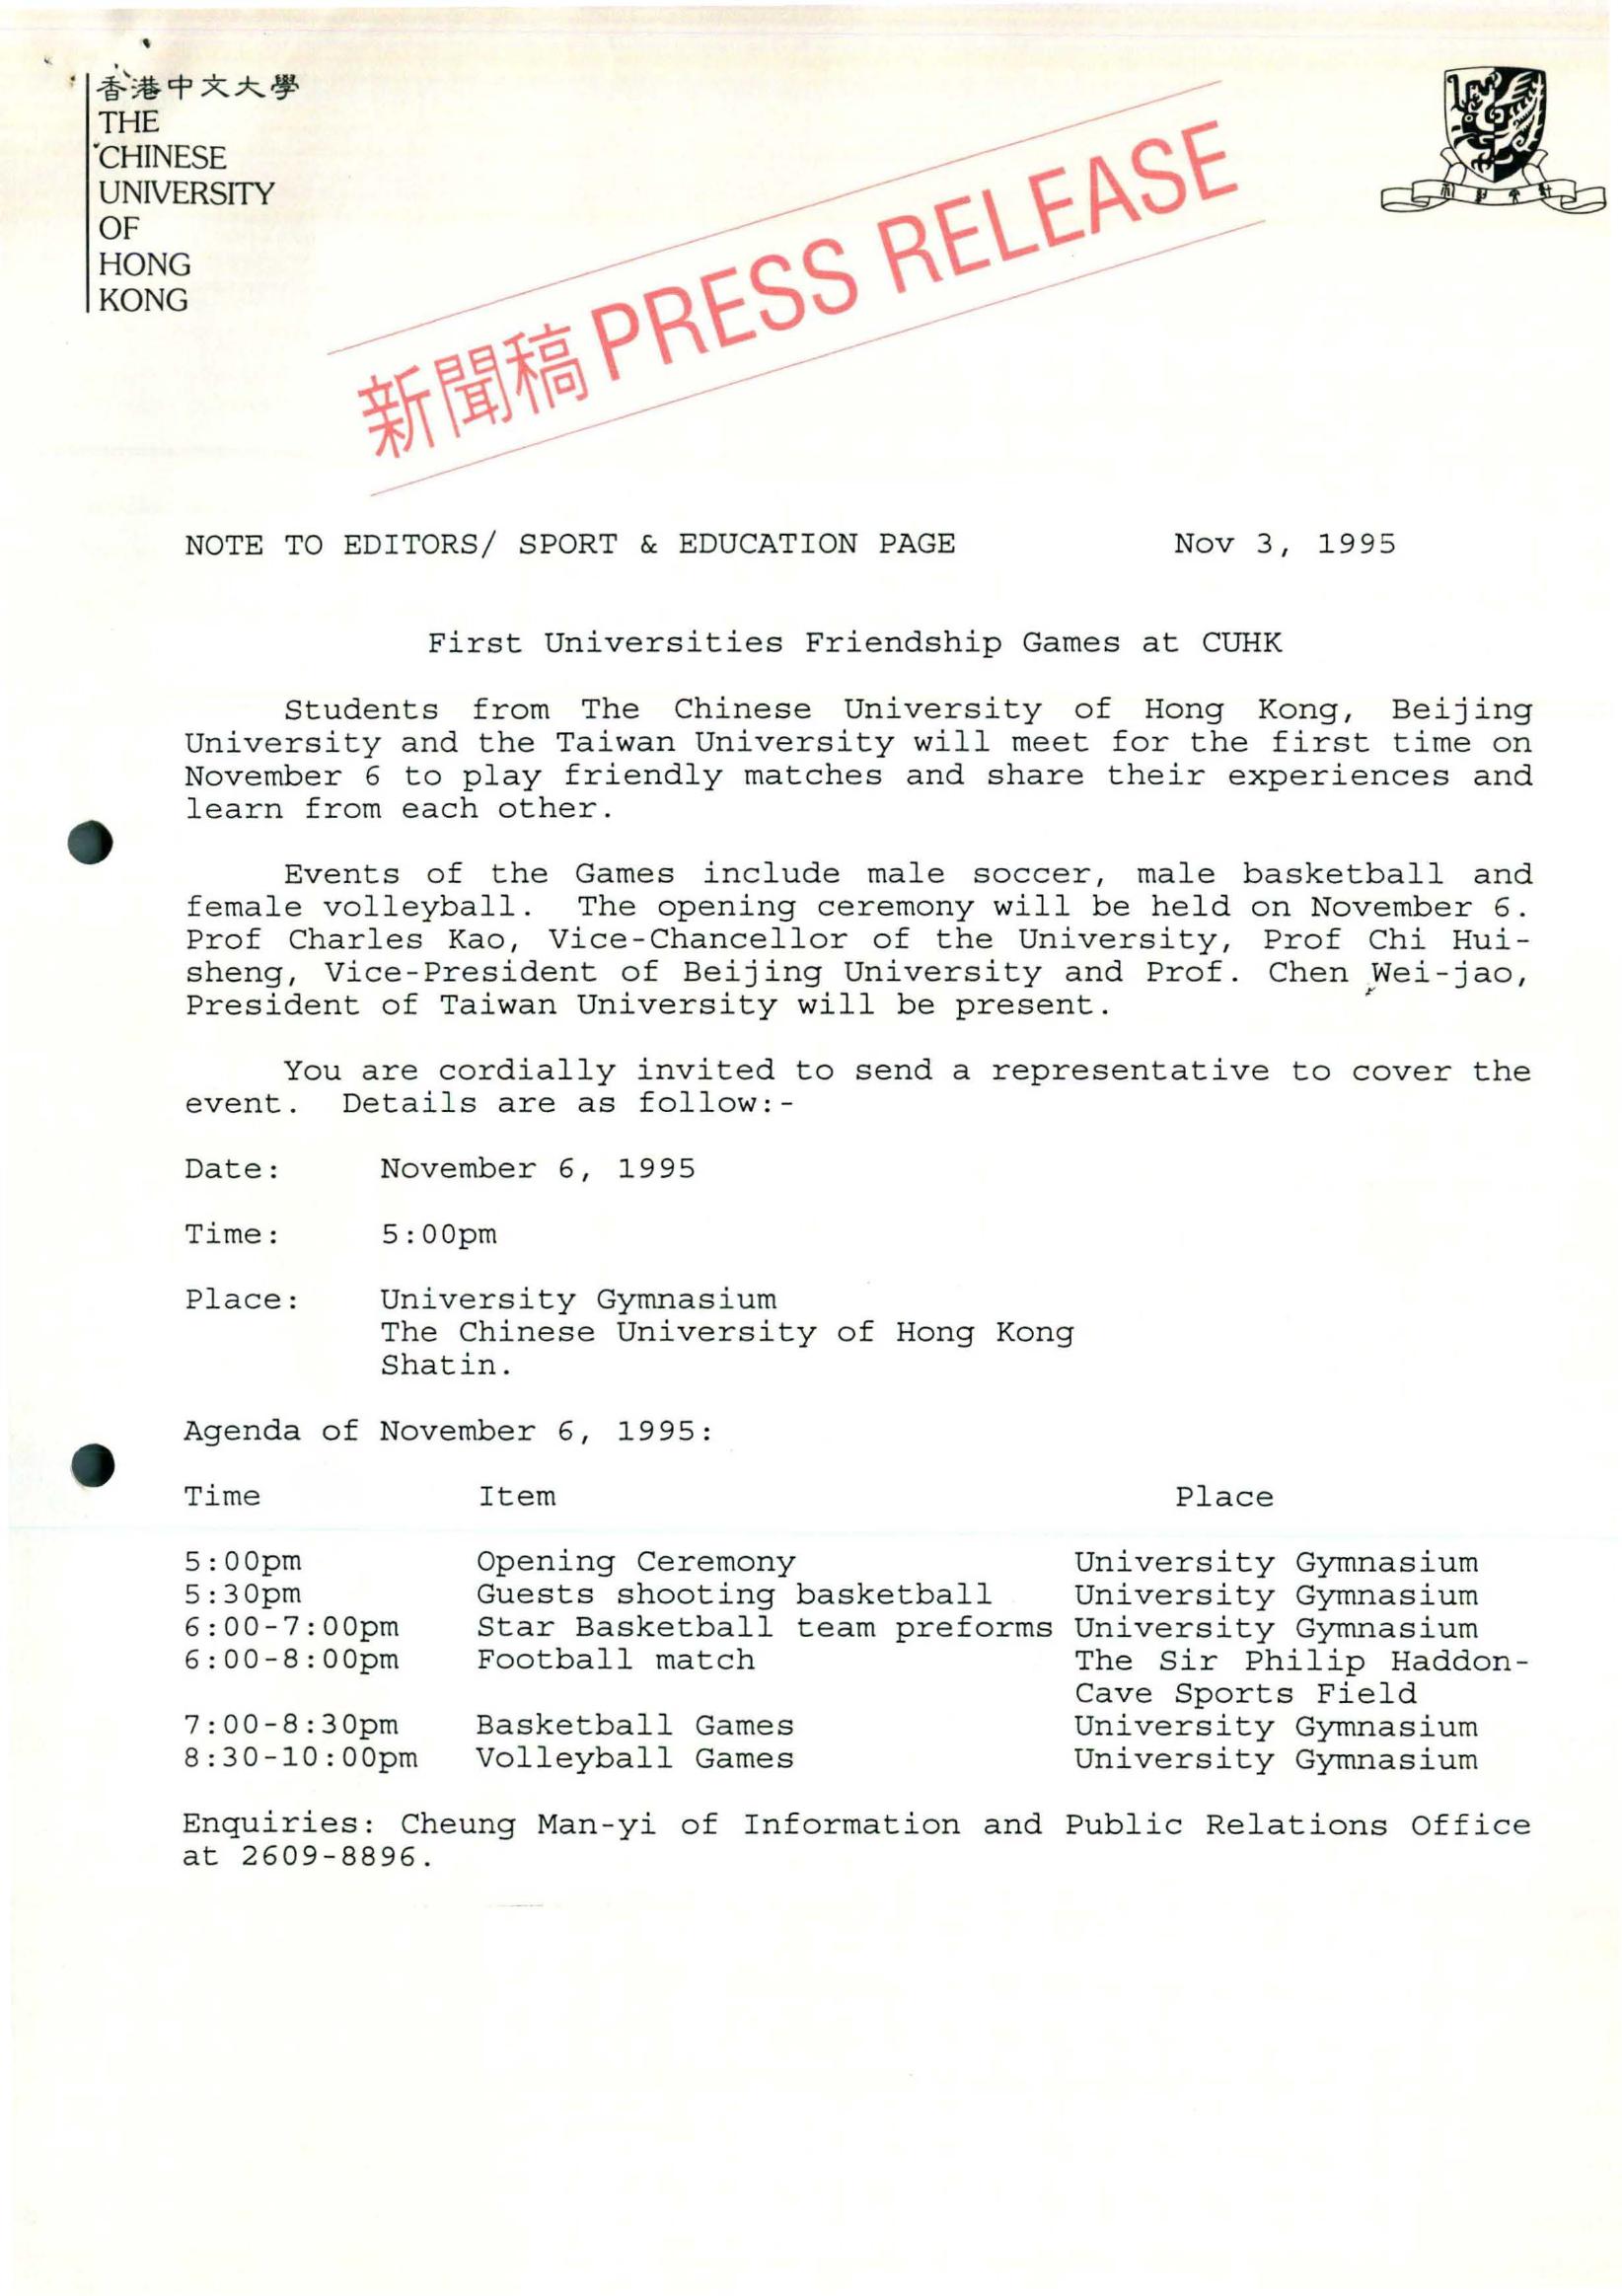 香港中文大學
THE
CHINESE
UNIVERSITY
OF
HONG
KONG
新聞稿 PRESS RELEASE
NOTE TO EDITORS/ SPORT & EDUCATION PAGE Nov 3, 1995
First Universities Friendship Games at CUHK
Students from The Chinese University of Hong Kong, Beijing
University and the Taiwan University will meet for the first time on
November 6 to play friendly matches and share their experiences and
learn from each other.
Events of the Games include male soccer, male basketball and
female volleyball. The opening ceremony will be held on November 6.
Prof Charles Kao, Vice-Chancellor of the University, Prof Chi Hui-
sheng, Vice-President of Beijing University and Prof. Chen Wei-jao,
President of Taiwan University will be present.
You are cordially invited to send a representative to cover the
event. Details are as follow:-
Date: November 6, 1995
Time: 5:00pm
Place: University Gymnasium
The Chinese University of Hong Kong
Shatin.
Agenda of November 6, 1995:
Time Item Place
5:00pm Opening Ceremony University Gymnasium
5:30pm Guests shooting basketball University Gymnasium
6:00-7:00pm Star Basketball team preforms University Gymnasium
6:00-8:00pm Football match The Sir Philip Haddon-
Cave Sports Field
7:00-8:30pm Basketball Games University Gymnasium
8:30-10:00pm Volleyball Games University Gymnasium
Enquiries: Cheung Man-yi of Information and Public Relations Office
at 2609-8896.